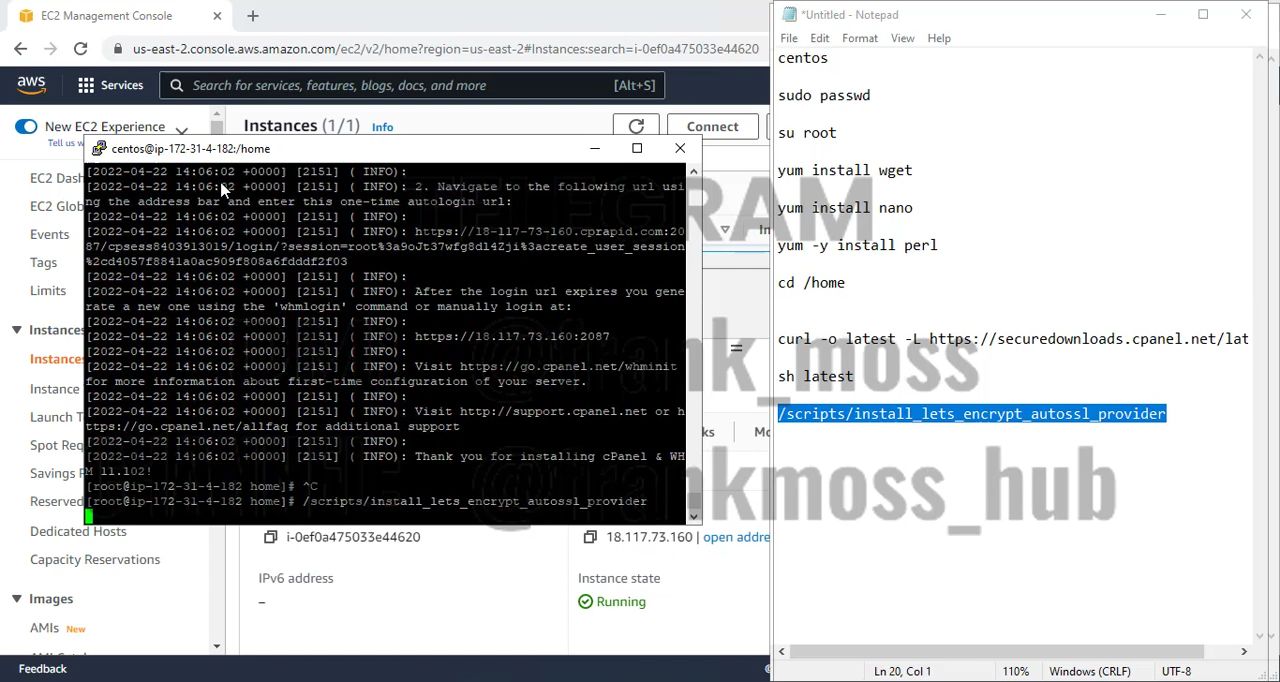 EC2 Management Console
us-east-2.console.aws.amazon.com/ec2/v2/home?region=us-east-2#Instances:search=i-0ef0a475033e44620
aws
Services
Search for services, features, blogs, docs, and more
[Alt+S]
New EC2 Experience
Instances (1/1) Info
Connect
EC2 Dash
EC2 Glob
Events
Tags
Limits
Instances
Instances
Instance
Launch T
Spot Req
Savings
Reserved
Dedicated Hosts
Capacity Reservations
Images
AMIs New
Feedback
centos@ip-172-31-4-182:/home
[2022-04-22 14:06:02 +0000] [2151] ( INFO):
[2022-04-22 14:06:02 +0000] [2151] ( INFO): 2. Navigate to the following url usi
ng the address bar and enter this one-time autologin url:
[2022-04-22 14:06:02 +0000] [2151] ( INFO):
[2022-04-22 14:06:02 +0000] [2151] ( INFO): https://18-117-73-160.cprapid.com:20
87/cpsess8403913019/login/?session=root%3a9oJt37wfg8dl4Zji%3acreate_user_session
%2cd4057f8841a0ac909f808a6fdddf2f03
[2022-04-22 14:06:02 +0000] [2151] ( INFO):
[2022-04-22 14:06:02 +0000] [2151] ( INFO): After the login url expires you gene
rate a new one using the 'whmlogin' command or manually login at:
[2022-04-22 14:06:02 +0000] [2151] ( INFO):
[2022-04-22 14:06:02 +0000] [2151] ( INFO): https://18.117.73.160:2087
[2022-04-22 14:06:02 +0000] [2151] ( INFO):
[2022-04-22 14:06:02 +0000] [2151] ( INFO): Visit https://go.cpanel.net/whminit
for more information about first-time configuration of your server.
[2022-04-22 14:06:02 +0000] [2151] ( INFO):
[2022-04-22 14:06:02 +0000] [2151] ( INFO): Visit http://support.cpanel.net or h
ttps://go.cpanel.net/allfaq for additional support
[2022-04-22 14:06:02 +0000] [2151] ( INFO):
[2022-04-22 14:06:02 +0000] [2151] ( INFO): Thank you for installing cPanel & WH
M 11.102!
[root@ip-172-31-4-182 home]# ^C
[root@ip-172-31-4-182 home]# /scripts/install_lets_encrypt_autossl_provider
i-0ef0a475033e44620
18.117.73.160 | open addre
IPv6 address
–
Instance state
Running
*Untitled - Notepad
File Edit Format View Help
centos
sudo passwd
su root
yum install wget
yum install nano
yum -y install perl
cd /home
curl -o latest -L https://securedownloads.cpanel.net/lat
sh latest
/scripts/install_lets_encrypt_autossl_provider
Ln 20, Col 1
110%
Windows (CRLF)
UTF-8
TELEGRAM
@frank_moss
@frankmoss_hub